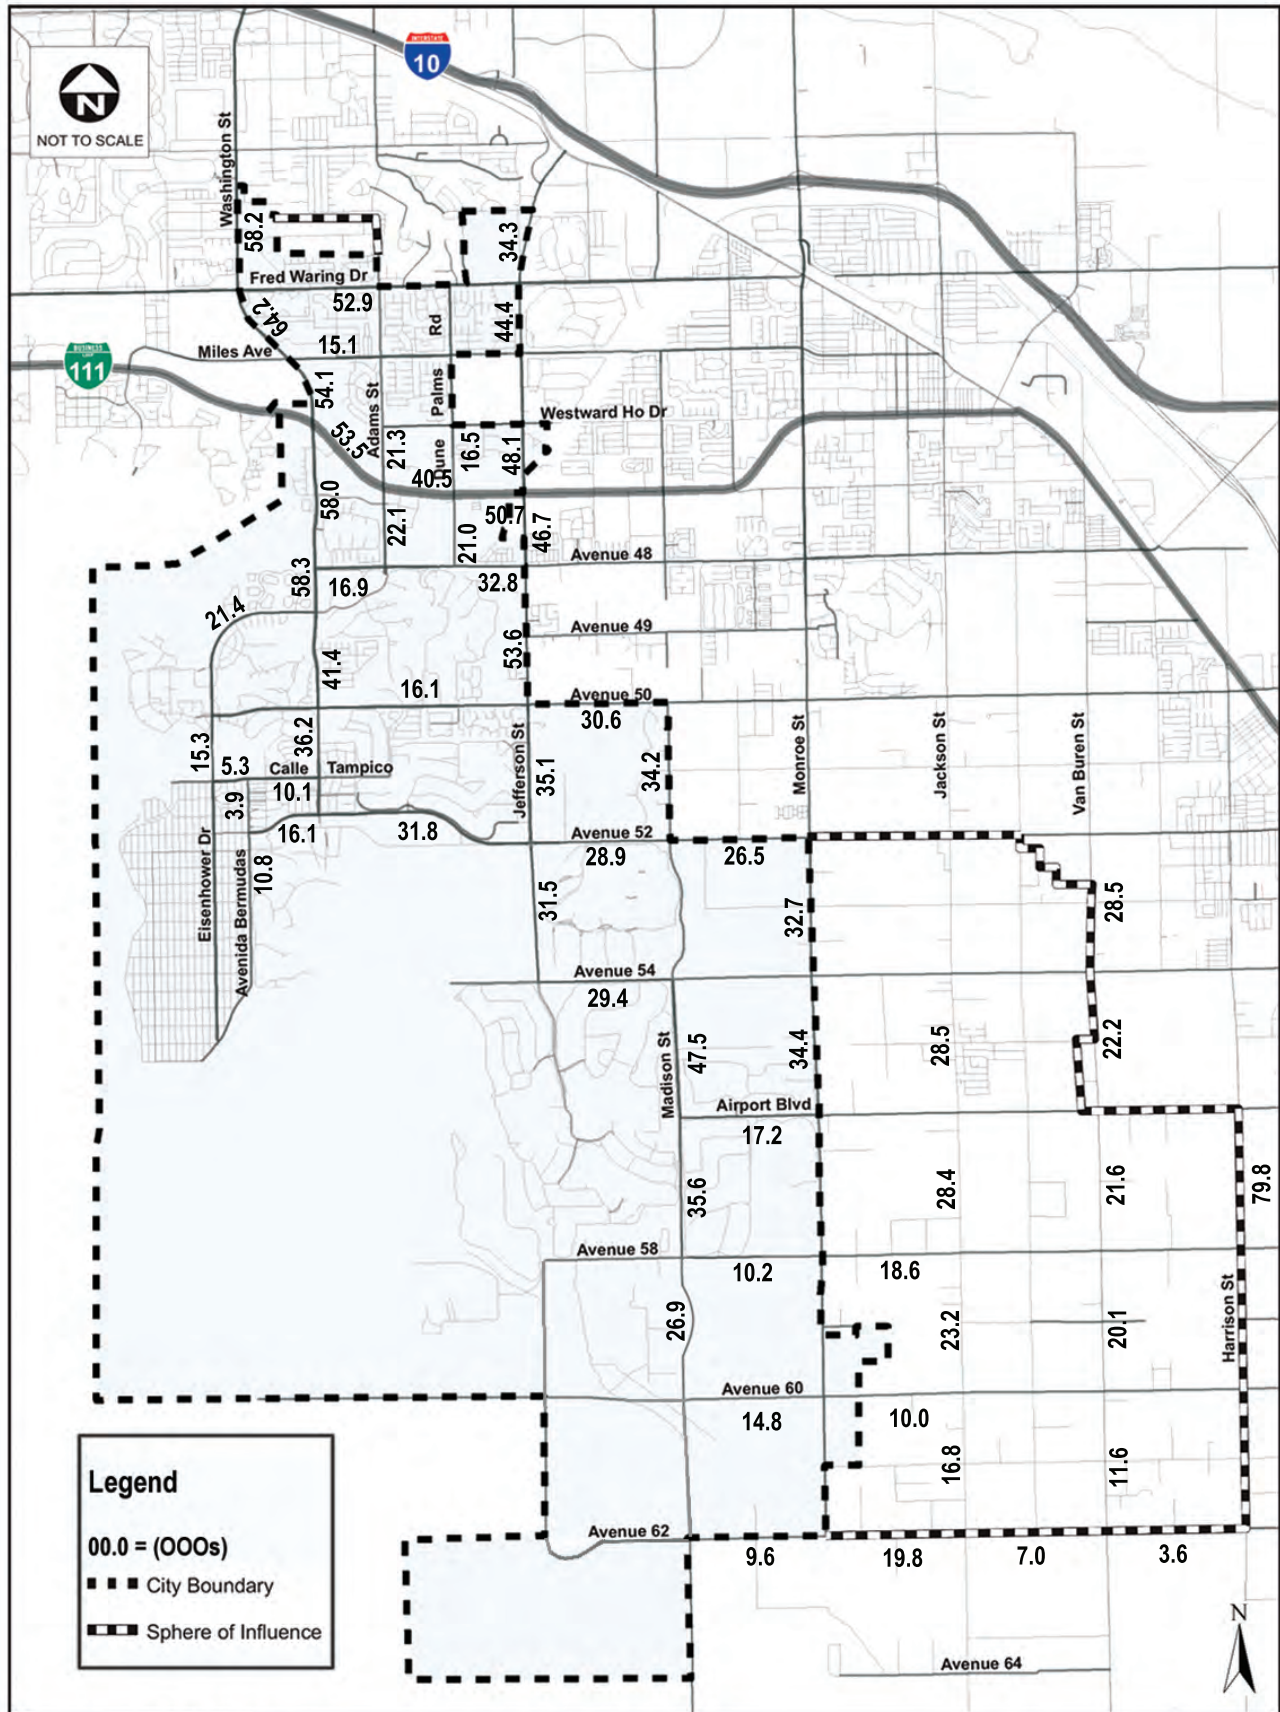 INTERSTATE
10
N
NOT TO SCALE
Washington St
58.2
34.3
Fred Waring Dr
52.9
64.2
Rd
44.4
15.1
Miles Ave
BUSINESS
LOOP
111
54.1
Adams St
Palms
Westward Ho Dr
53.5
21.3
Dune
16.5
48.1
40.5
58.0
22.1
21.0
50.7
46.7
Avenue 48
58.3
16.9
32.8
21.4
Avenue 49
53.6
41.4
16.1
Avenue 50
30.6
15.3
36.2
Jefferson St
35.1
34.2
Monroe St
Jackson St
Van Buren St
5.3
Calle
Tampico
3.9
10.1
16.1
31.8
Avenue 52
28.9
26.5
Eisenhower Dr
Avenida Bermudas
10.8
31.5
32.7
28.5
Avenue 54
29.4
Madison St
47.5
34.4
28.5
22.2
Airport Blvd
17.2
35.6
28.4
21.6
79.8
Avenue 58
10.2
18.6
26.9
23.2
20.1
Harrison St
Avenue 60
14.8
10.0
16.8
11.6
Legend
00.0 = (OOOs)
City Boundary
Sphere of Influence
Avenue 62
9.6
19.8
7.0
3.6
N
Avenue 64